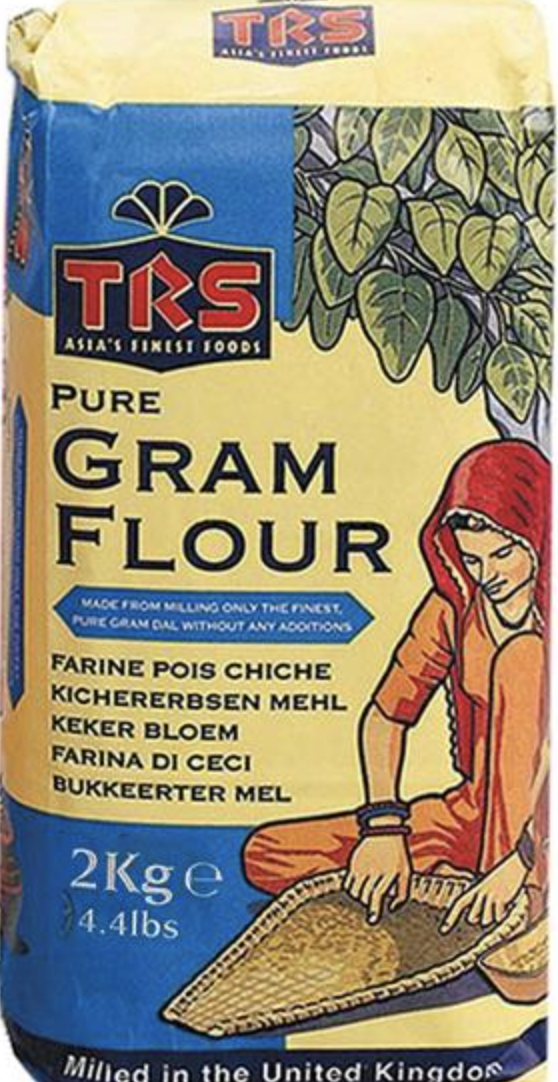 TRS
ASIA'S FINEST FOODS
TRS
ASIA'S FINEST FOODS
PURE
GRAM
FLOUR
MADE FROM MILLING ONLY THE FINEST,
PURE GRAM DAL WITHOUT ANY ADDITIONS
FARINE POIS CHICHE
KICHERERBSEN MEHL
KEKER BLOEM
FARINA DI CECI
BUKKEERTER MEL
2Kg e
4.4lbs
Milled in the United Kingdom